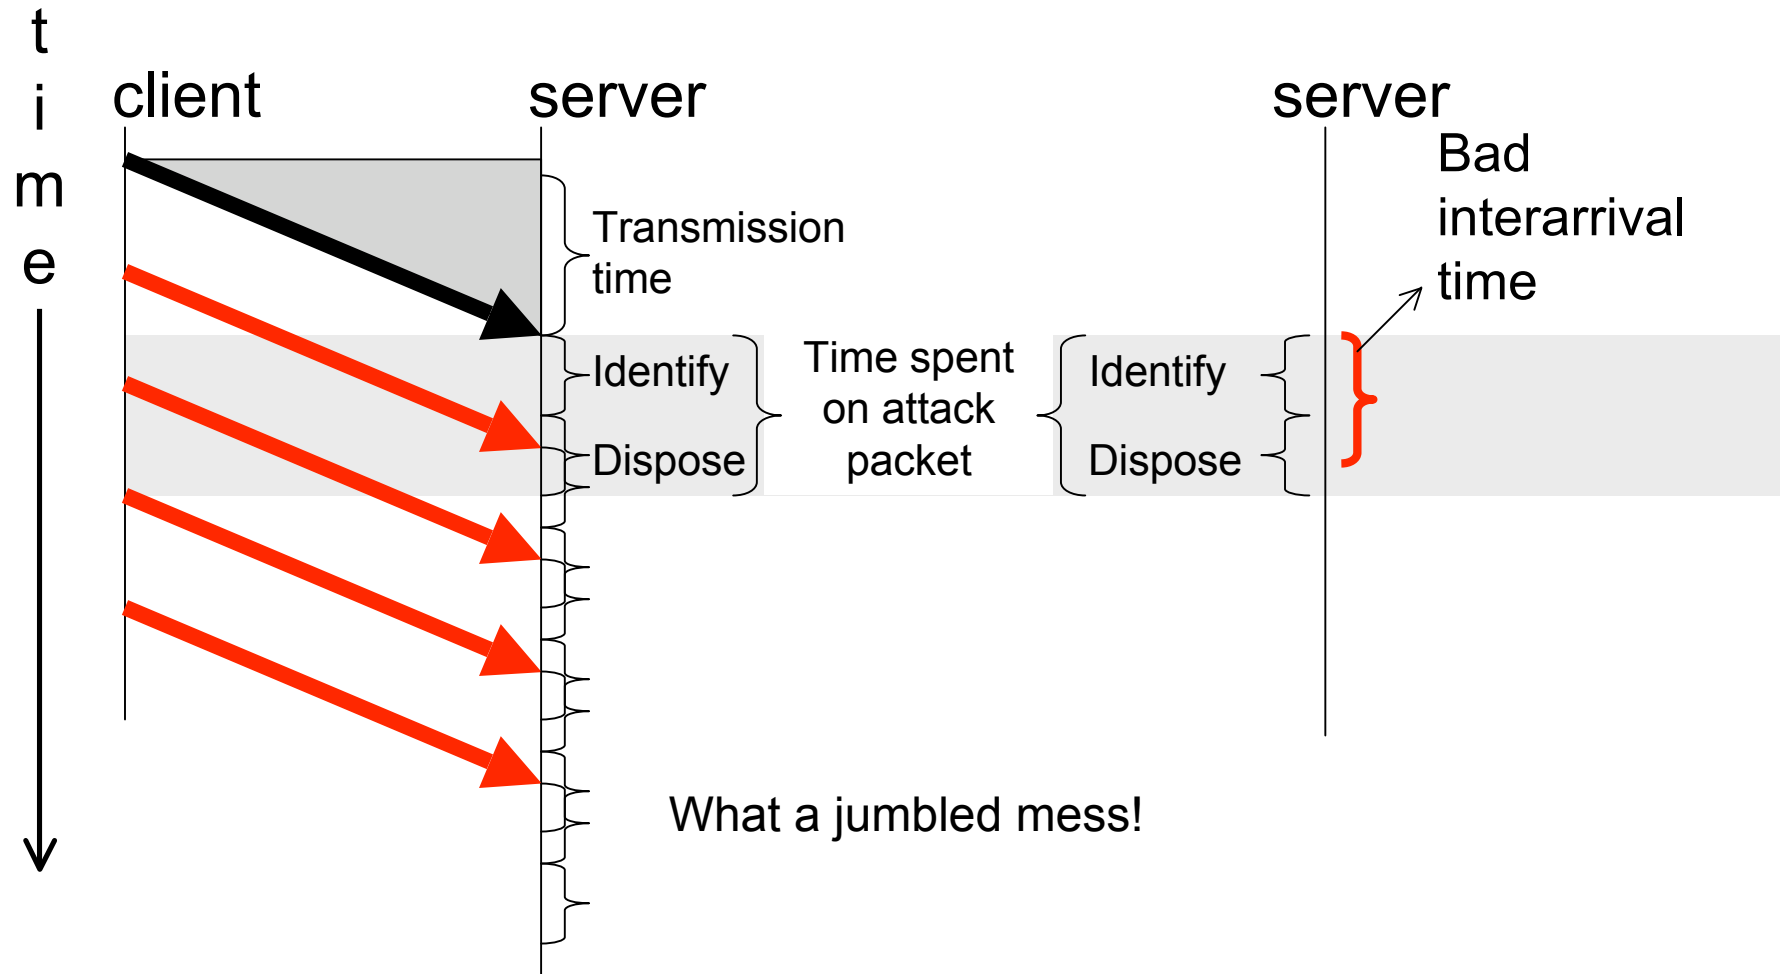 t
i
m
e
client
server
server
Bad
interarrival
time
Transmission
time
Identify
Dispose
Time spent
on attack
packet
Identify
Dispose
What a jumbled mess!